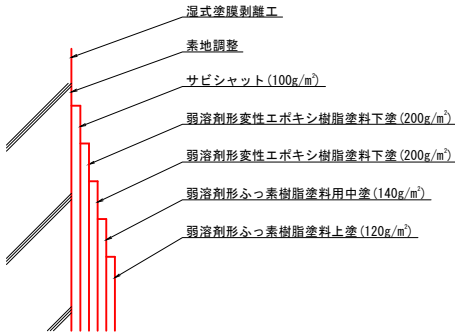 湿式塗膜剥離工
素地調整
サビシャット(100g/㎡)
弱溶剤形変性エポキシ樹脂塗料下塗(200g/㎡)
弱溶剤形変性エポキシ樹脂塗料下塗(200g/㎡)
弱溶剤形ふっ素樹脂塗料用中塗(140g/㎡)
弱溶剤形ふっ素樹脂塗料上塗(120g/㎡)